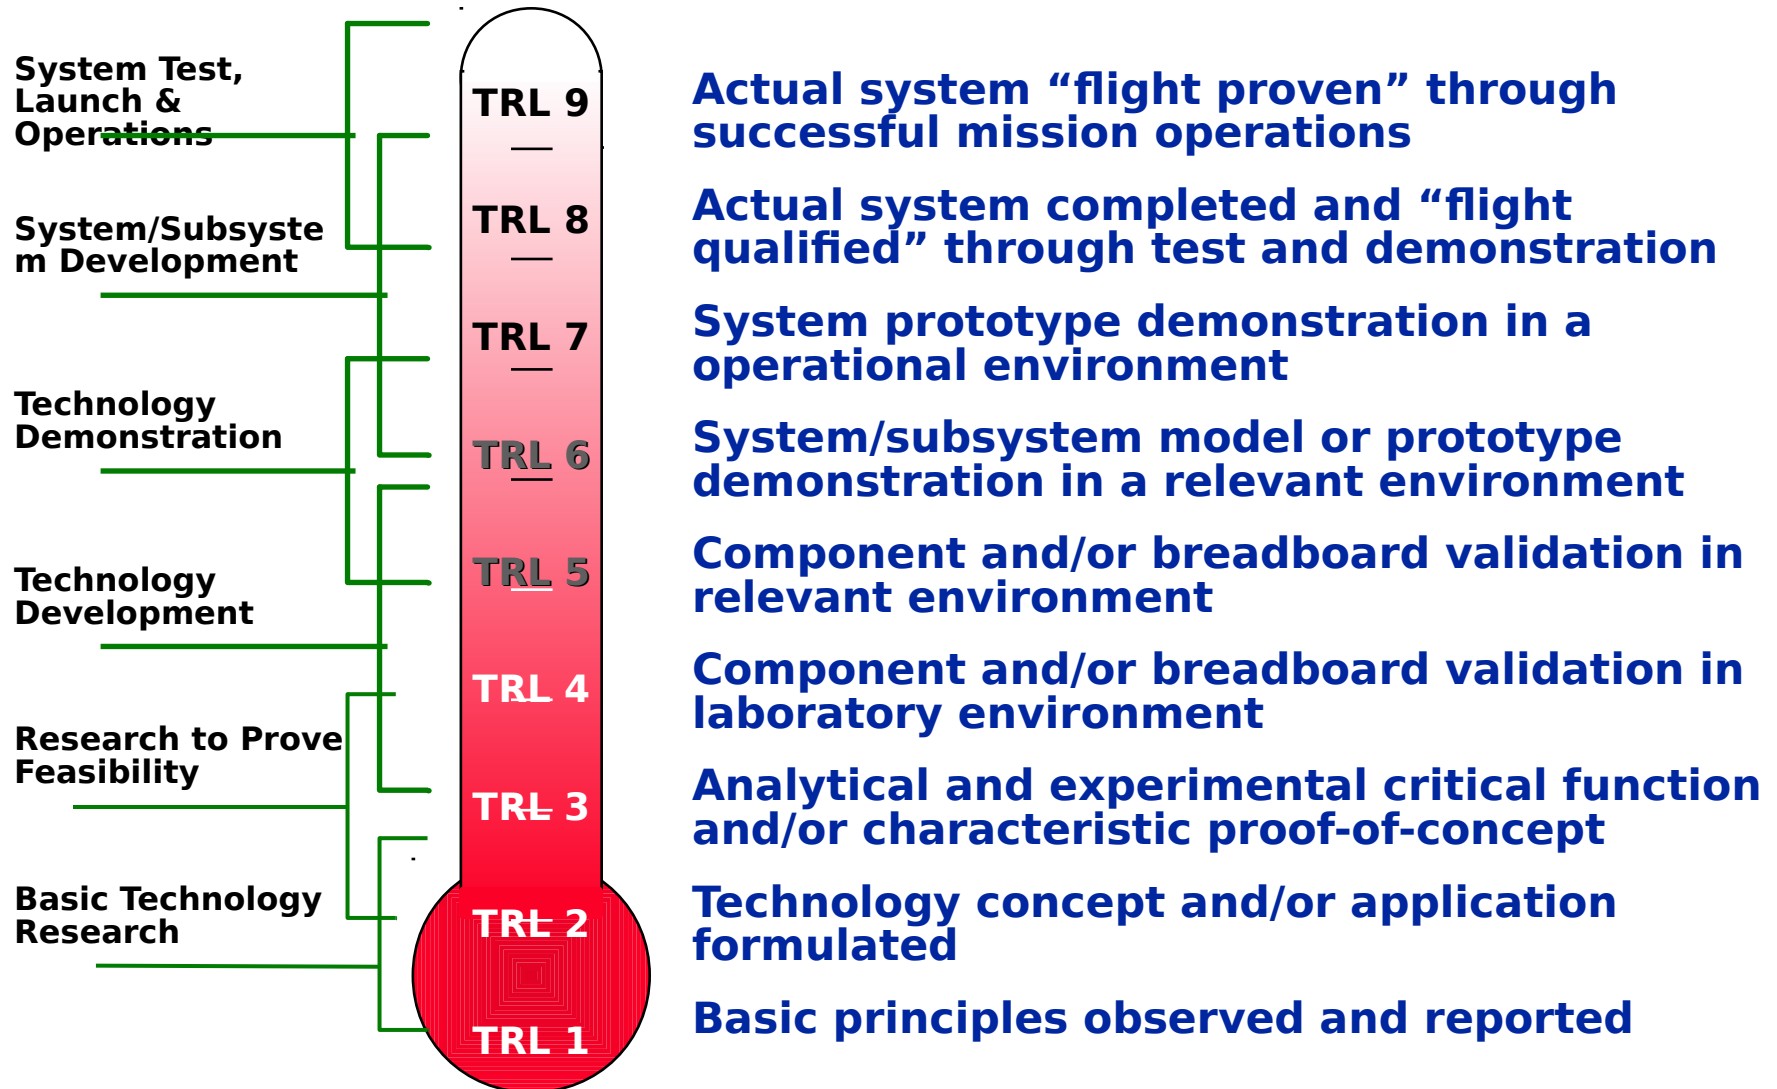 System Test,
Launch &
Operations
System/Subsyste
m Development
Technology
Demonstration
Technology
Development
Research to Prove
Feasibility
Basic Technology
Research
TRL 9
TRL 8
TRL 7
TRL 6
TRL 5
TRL 4
TRL 3
TRL 2
TRL 1
Actual system “flight proven” through
successful mission operations
Actual system completed and “flight
qualified” through test and demonstration
System prototype demonstration in a
operational environment
System/subsystem model or prototype
demonstration in a relevant environment
Component and/or breadboard validation in
relevant environment
Component and/or breadboard validation in
laboratory environment
Analytical and experimental critical function
and/or characteristic proof-of-concept
Technology concept and/or application
formulated
Basic principles observed and reported